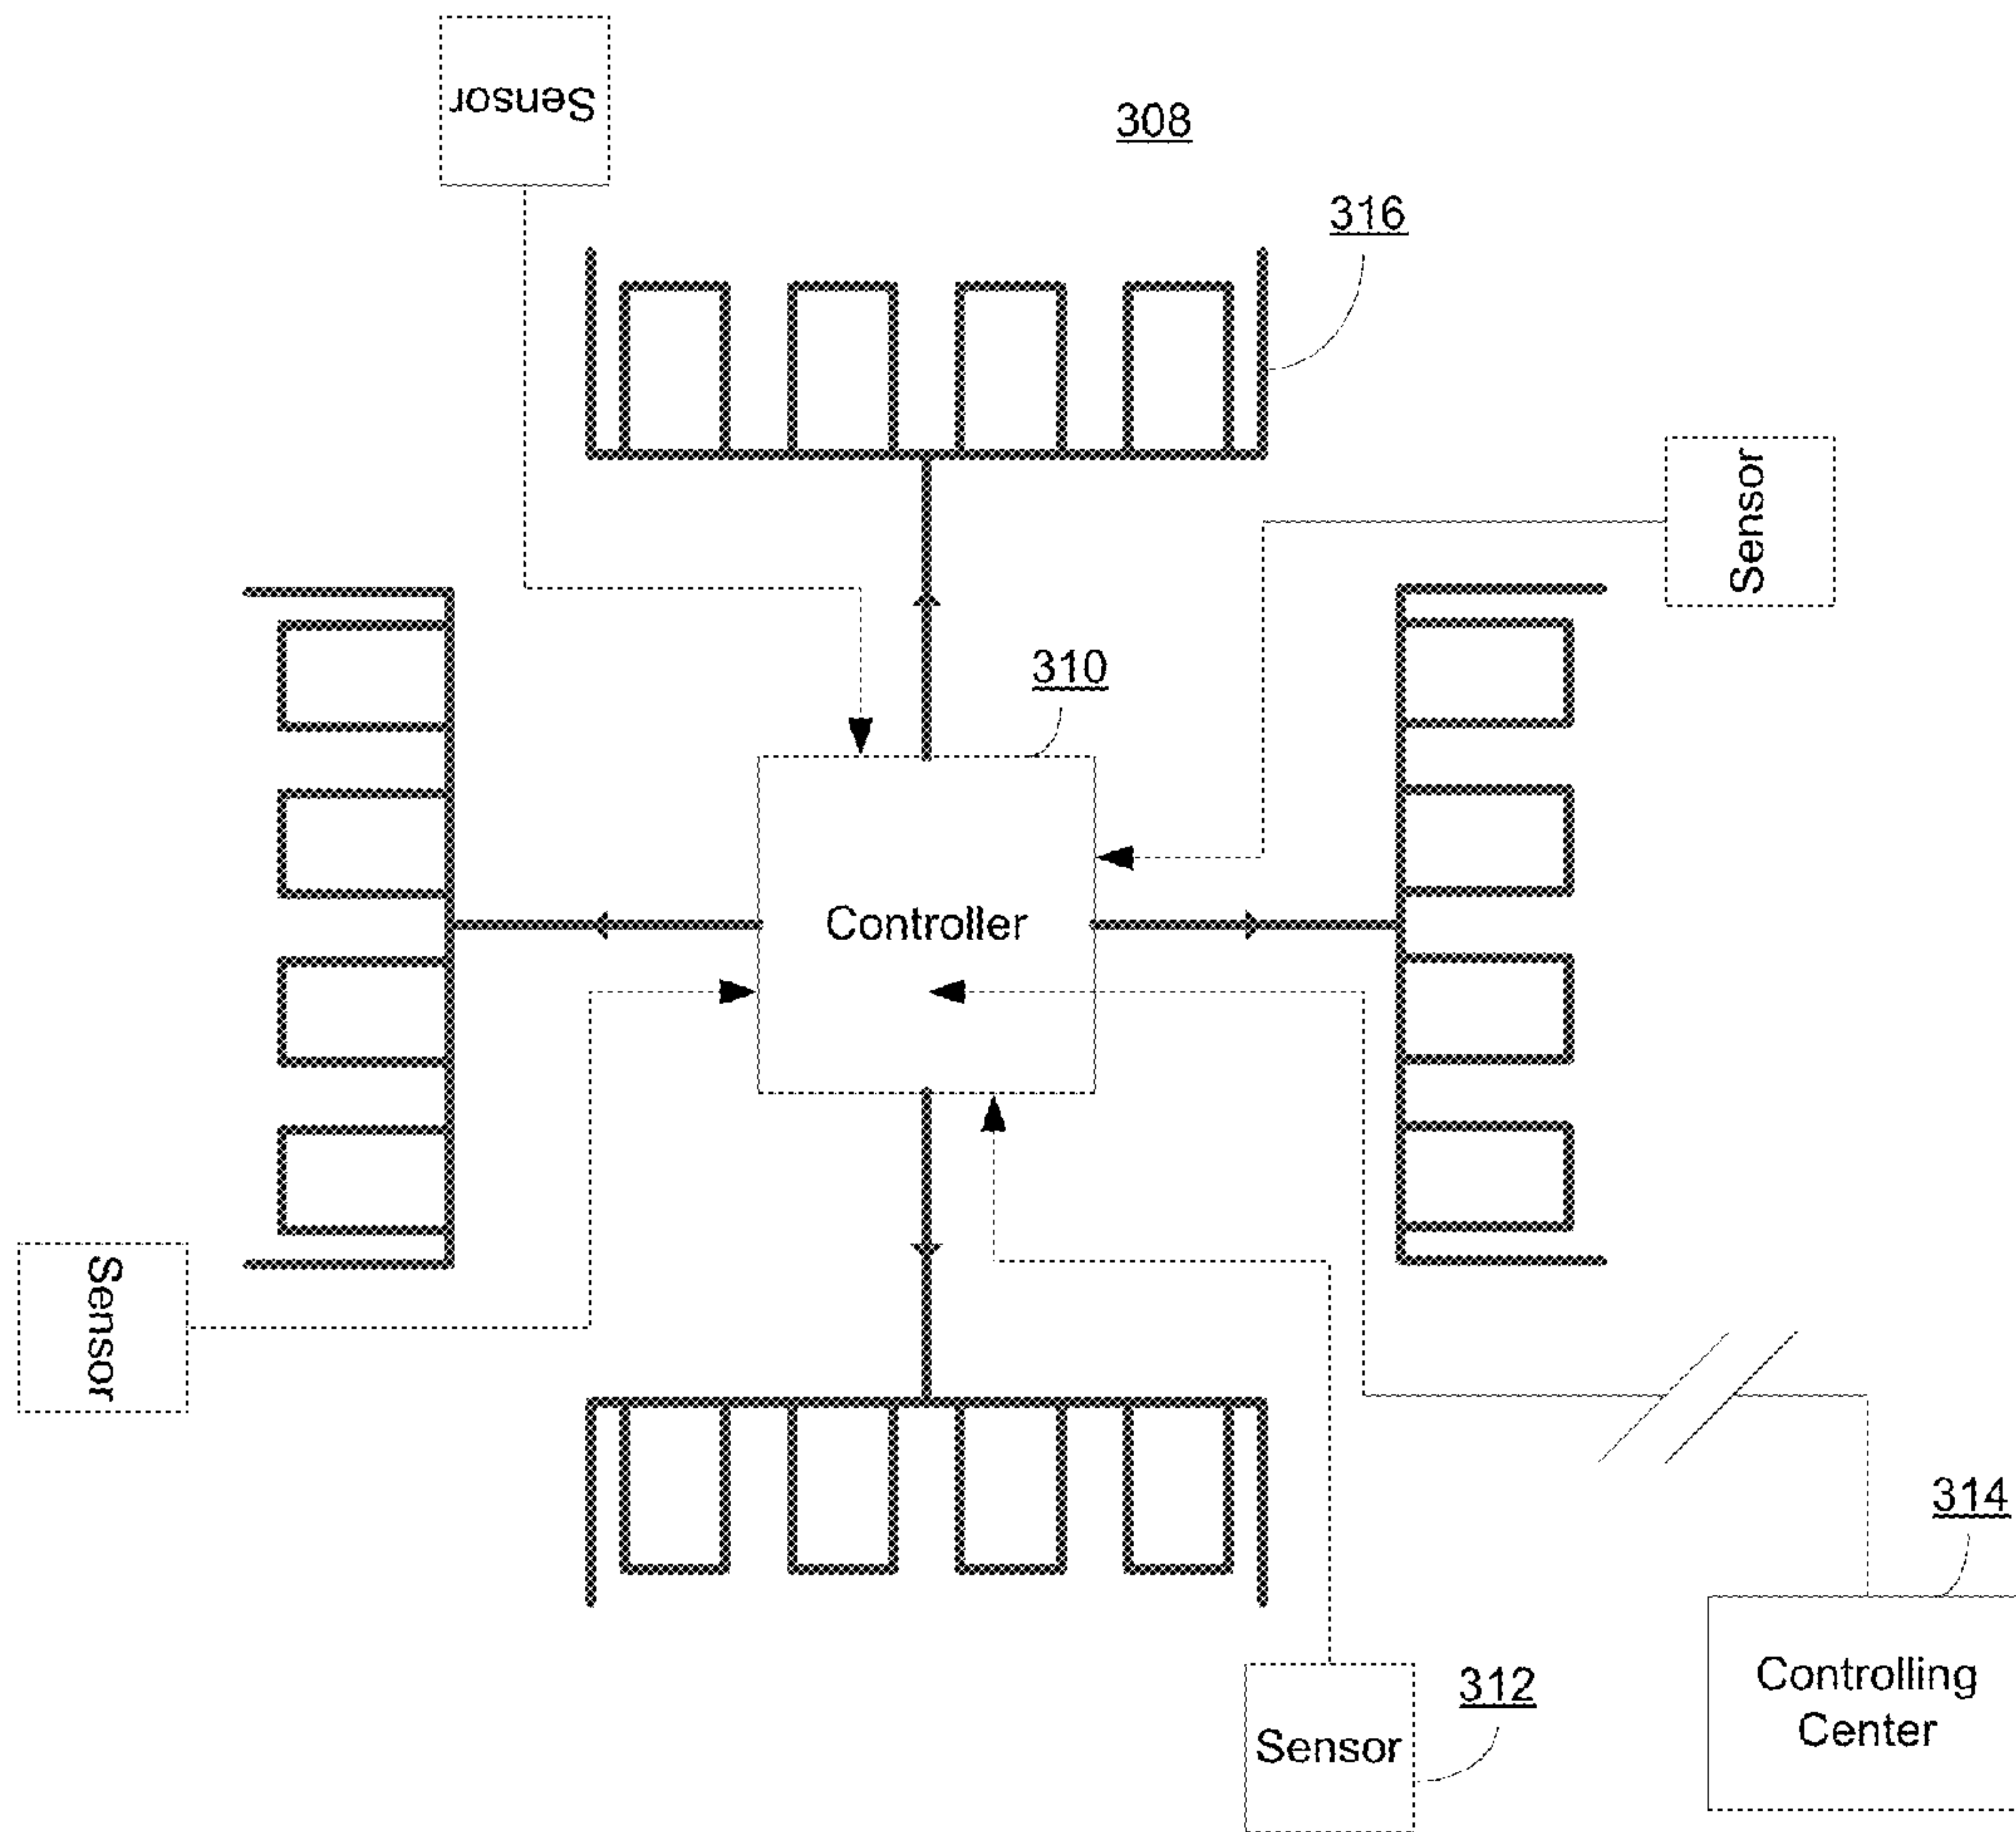 Sensor
308
316
Sensor
310
Controller
Sensor
314
Controlling
Center
312
Sensor